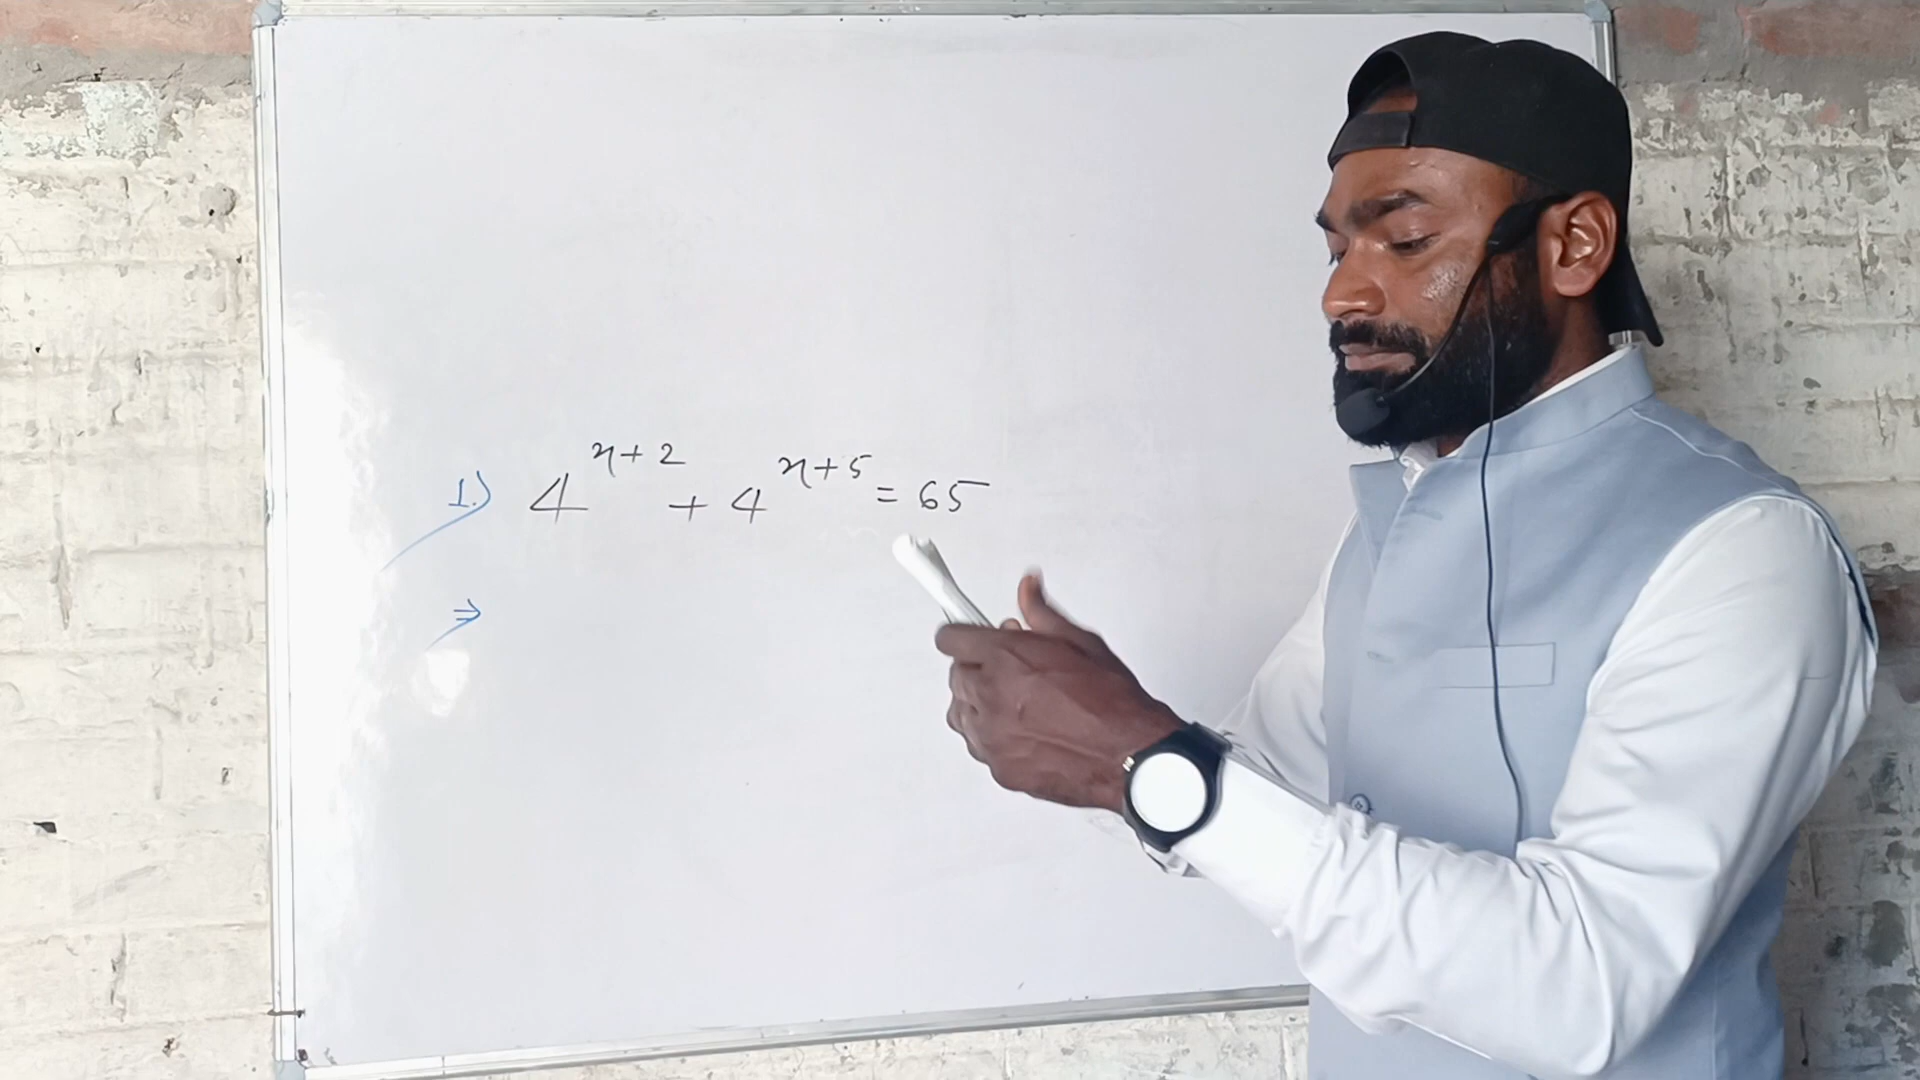 1.) 4^{x+2} + 4^{x+5} = 65
⇒